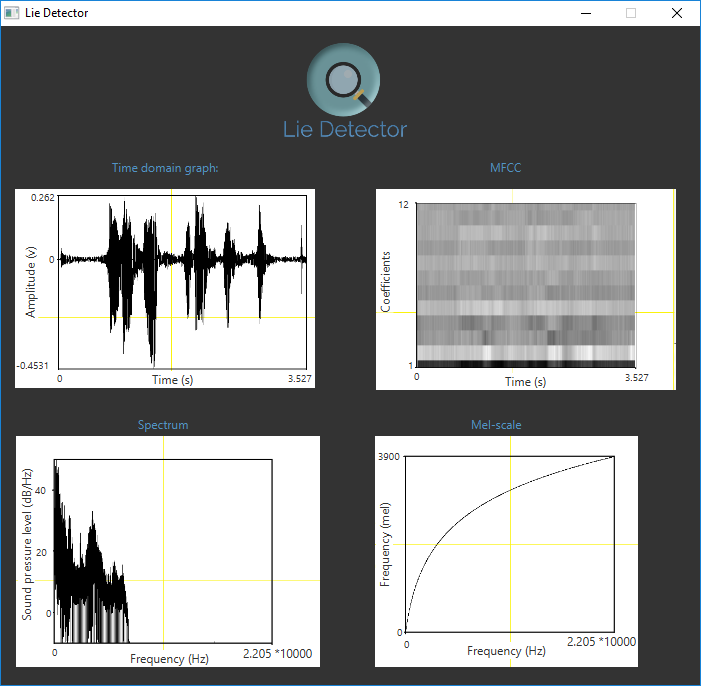 Lie Detector
Lie Detector
Time domain graph:
MFCC
0.262
0
-0.4531
Amplitude (v)
0
Time (s)
3.527
12
1
Coefficients
0
Time (s)
3.527
Spectrum
Mel-scale
40
20
0
Sound pressure level (dB/Hz)
0
Frequency (Hz)
2.205 *10000
3900
0
Frequency (mel)
0
Frequency (Hz)
2.205 *10000